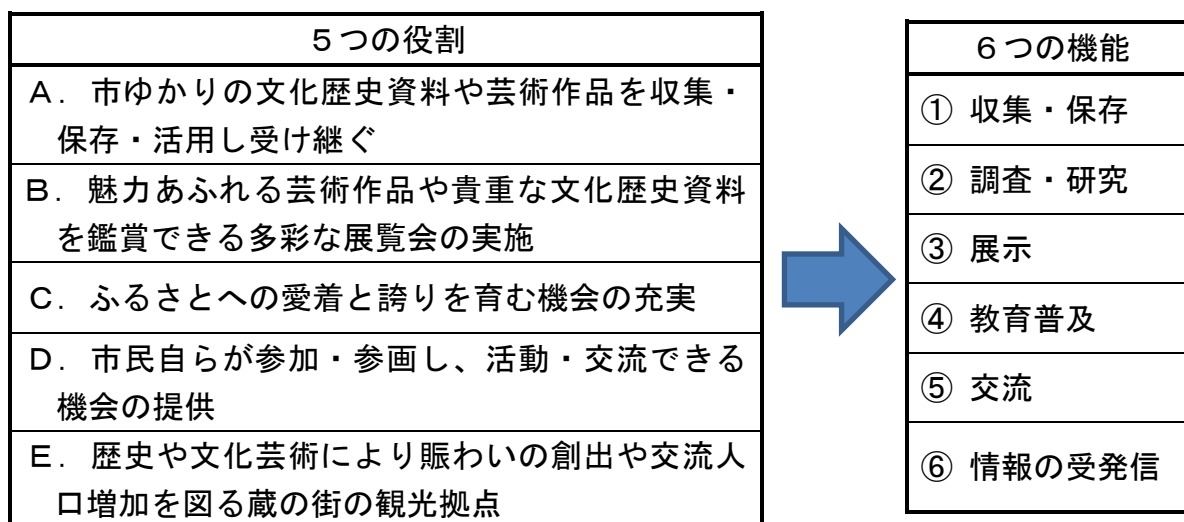 ５つの役割
Ａ．市ゆかりの文化歴史資料や芸術作品を収集・
保存・活用し受け継ぐ
Ｂ．魅力あふれる芸術作品や貴重な文化歴史資料
を鑑賞できる多彩な展覧会の実施
Ｃ．ふるさとへの愛着と誇りを育む機会の充実
Ｄ．市民自らが参加・参画し、活動・交流できる
機会の提供
Ｅ．歴史や文化芸術により賑わいの創出や交流人
口増加を図る蔵の街の観光拠点
６つの機能
① 収集・保存
② 調査・研究
③ 展示
④ 教育普及
⑤ 交流
⑥ 情報の受発信